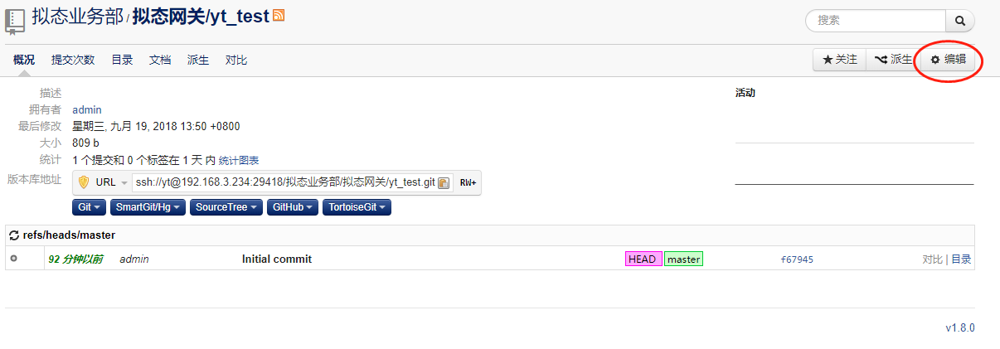 拟态业务部 / 拟态网关/yt_test
搜索
概况 提交次数 目录 文档 派生 对比
关注 派生 编辑
描述
活动
拥有者 admin
最后修改 星期三, 九月 19, 2018 13:50 +0800
大小 809 b
统计 1 个提交和 0 个标签在 1 天 内 统计图表
版本库地址 URL ssh://yt@192.168.3.234:29418/拟态业务部/拟态网关/yt_test.git RW+
Git SmartGit/Hg SourceTree GitHub TortoiseGit
refs/heads/master
92 分钟以前 admin Initial commit HEAD master f67945 对比 | 目录
v1.8.0